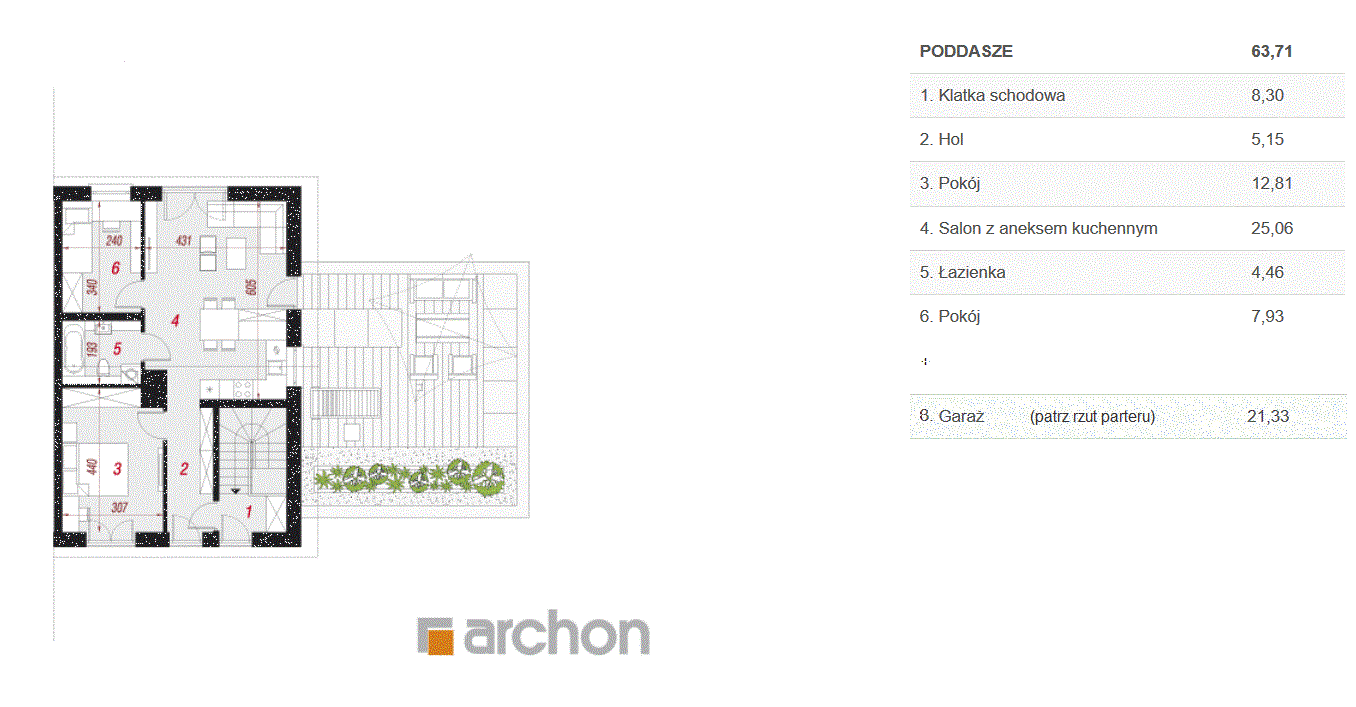 PODDASZE 63,71
1. Klatka schodowa 8,30
2. Hol 5,15
3. Pokój 12,81
4. Salon z aneksem kuchennym 25,06
5. Łazienka 4,46
6. Pokój 7,93
+
8. Garaż (patrz rzut parteru) 21,33
240
431
6
340
605
4
193
5
440
3
2
307
1
archon